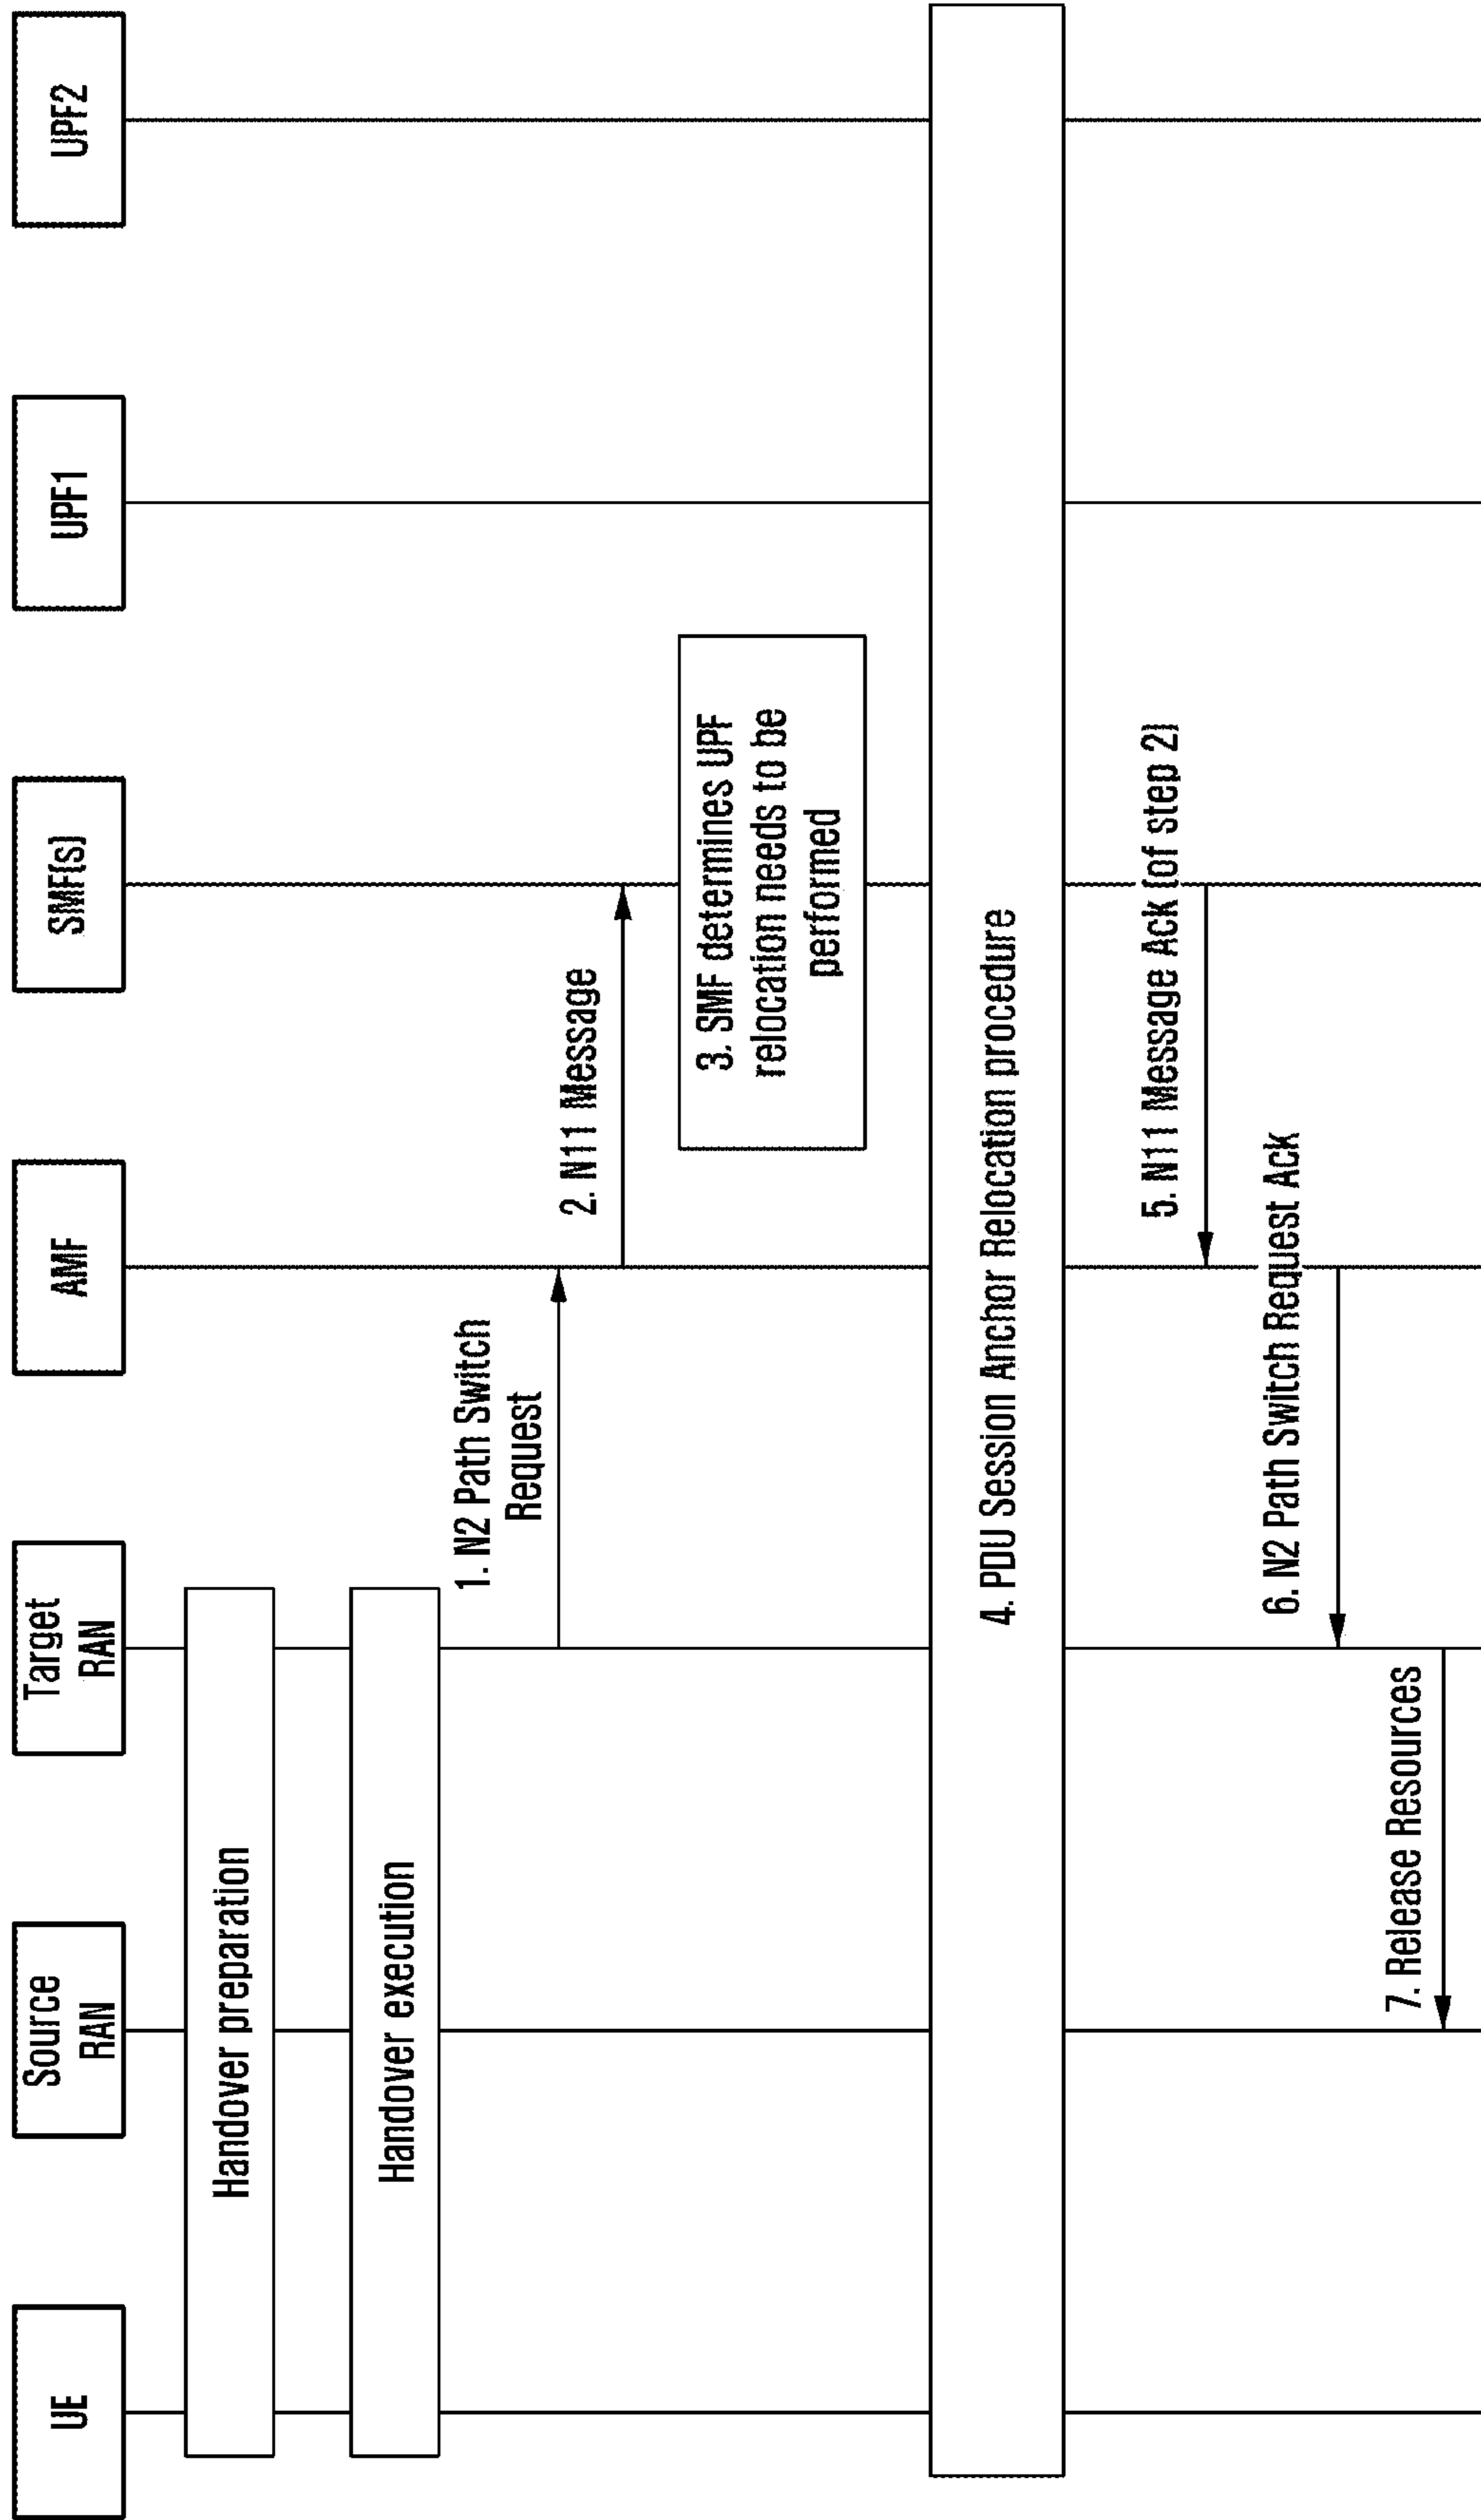 UE
Source
RAN
Target
RAN
AMF
SMF(s)
UPF1
UPF2
Handover preparation
Handover execution
1. N2 Path Switch
Request
2. N11 Message
3. SMF determines UPF
relocation needs to be
performed
4. PDU Session Anchor Relocation procedure
5. N11 Message Ack (of step 2)
6. N2 Path Switch Request Ack
7. Release Resources